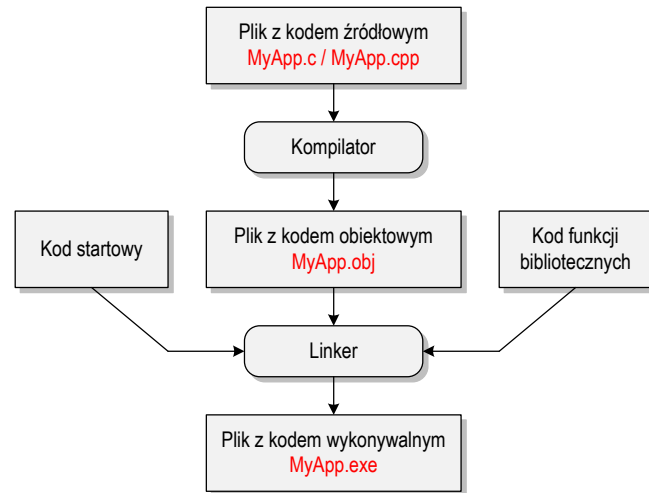 Plik z kodem źródłowym
MyApp.c / MyApp.cpp
Kompilator
Kod startowy
Plik z kodem obiektowym
MyApp.obj
Kod funkcji
bibliotecznych
Linker
Plik z kodem wykonywalnym
MyApp.exe